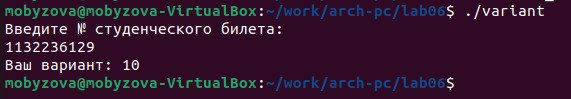 mobyzova@mobyzova-VirtualBox:~/work/arch-pc/lab06$ ./variant
Введите № студенческого билета:
1132236129
Ваш вариант: 10
mobyzova@mobyzova-VirtualBox:~/work/arch-pc/lab06$